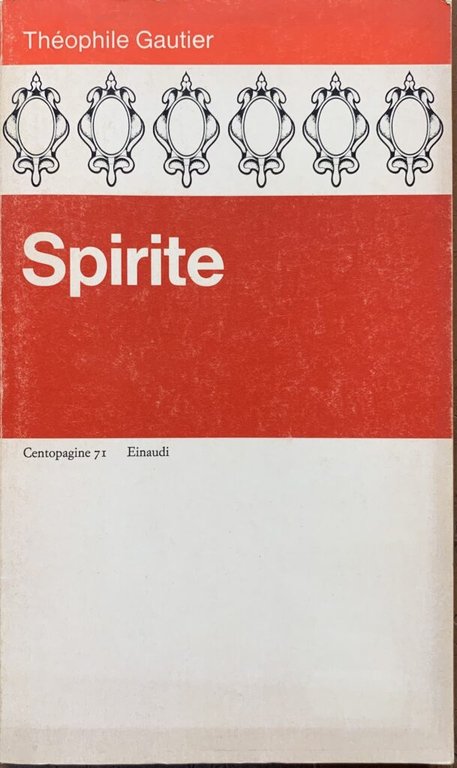 Théophile Gautier
Spirite
Centopagine 71 Einaudi